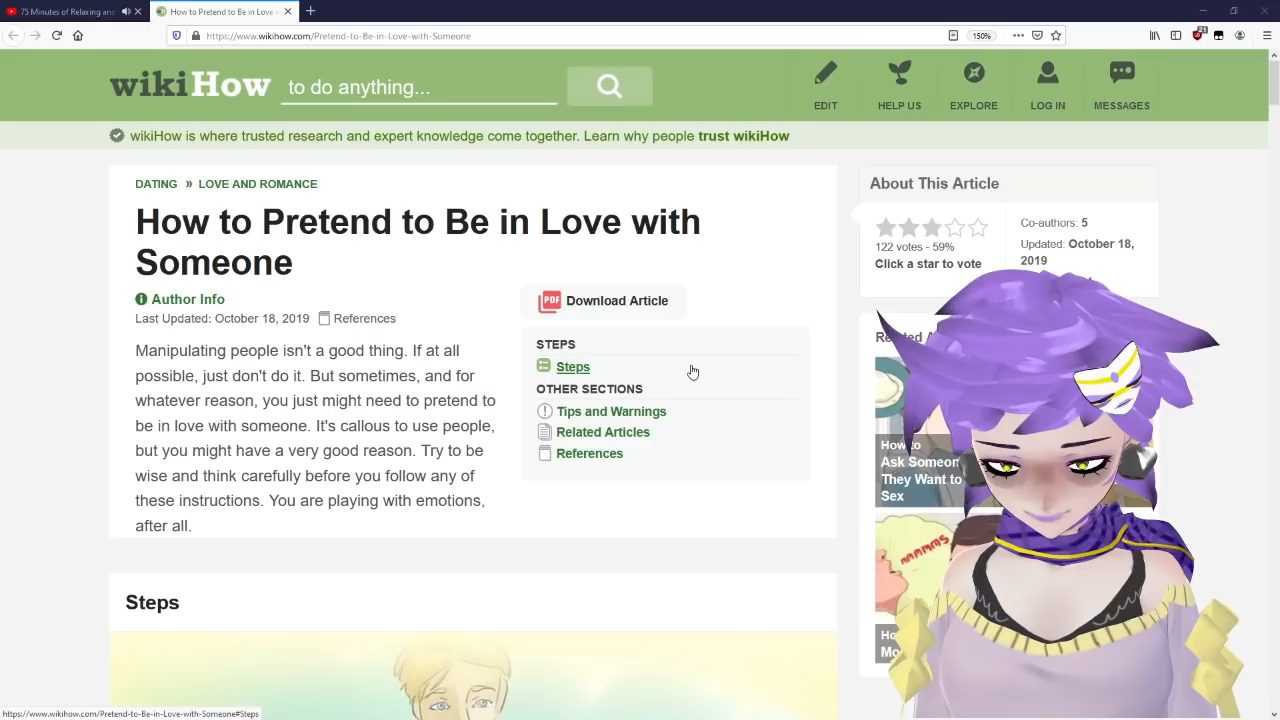 75 Minutes of Relaxing and
How to Pretend to Be in Love w
https://www.wikihow.com/Pretend-to-Be-in-Love-with-Someone
150%
wikiHow
to do anything...
EDIT
HELP US
EXPLORE
LOG IN
MESSAGES
wikiHow is where trusted research and expert knowledge come together. Learn why people trust wikiHow
DATING » LOVE AND ROMANCE
How to Pretend to Be in Love with
Someone
Author Info
Last Updated: October 18, 2019 References
Manipulating people isn't a good thing. If at all
possible, just don't do it. But sometimes, and for
whatever reason, you just might need to pretend to
be in love with someone. It's callous to use people,
but you might have a very good reason. Try to be
wise and think carefully before you follow any of
these instructions. You are playing with emotions,
after all.
PDF Download Article
STEPS
Steps
OTHER SECTIONS
Tips and Warnings
Related Articles
References
Steps
About This Article
122 votes - 59%
Click a star to vote
Co-authors: 5
Updated: October 18,
2019
How to
Ask Someon
They Want to
Sex
https://www.wikihow.com/Pretend-to-Be-in-Love-with-Someone#Steps